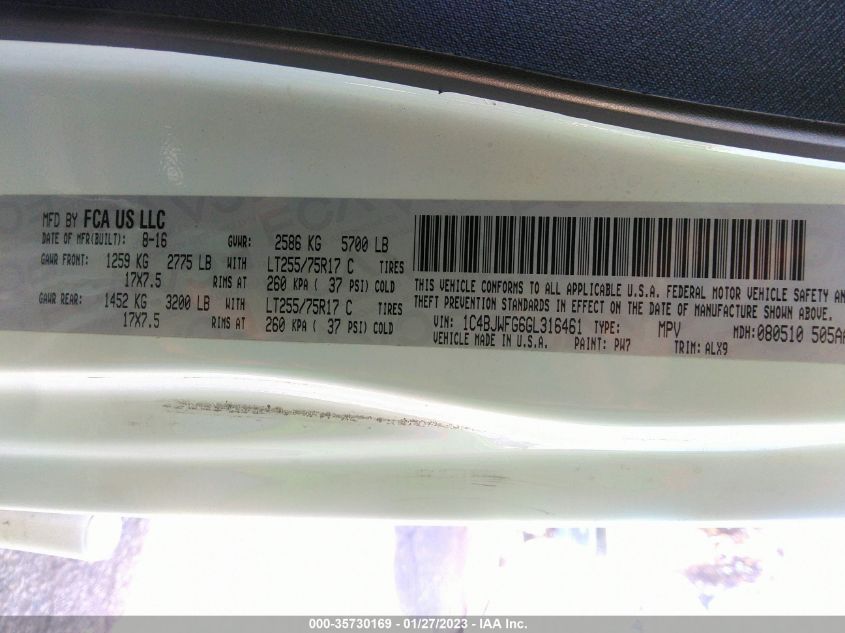 MFD BY FCA US LLC
DATE OF MFR(BUILT): 8-16 GVWR: 2586 KG 5700 LB
GAWR FRONT: 1259 KG 2775 LB WITH LT255/75R17 C TIRES
17X7.5 RIMS AT 260 KPA ( 37 PSI) COLD
GAWR REAR: 1452 KG 3200 LB WITH LT255/75R17 C TIRES
17X7.5 RIMS AT 260 KPA ( 37 PSI) COLD
THIS VEHICLE CONFORMS TO ALL APPLICABLE U.S.A. FEDERAL MOTOR VEHICLE SAFETY AN
THEFT PREVENTION STANDARDS IN EFFECT ON THE DATE OF MANUFACTURE SHOWN ABOVE.
VIN: 1C4BJWFG6GL316461 TYPE: MPV MDH:080510 505AA
VEHICLE MADE IN U.S.A. PAINT: PW7 TRIM: ALX9
000-35730169 - 01/27/2023 - IAA Inc.